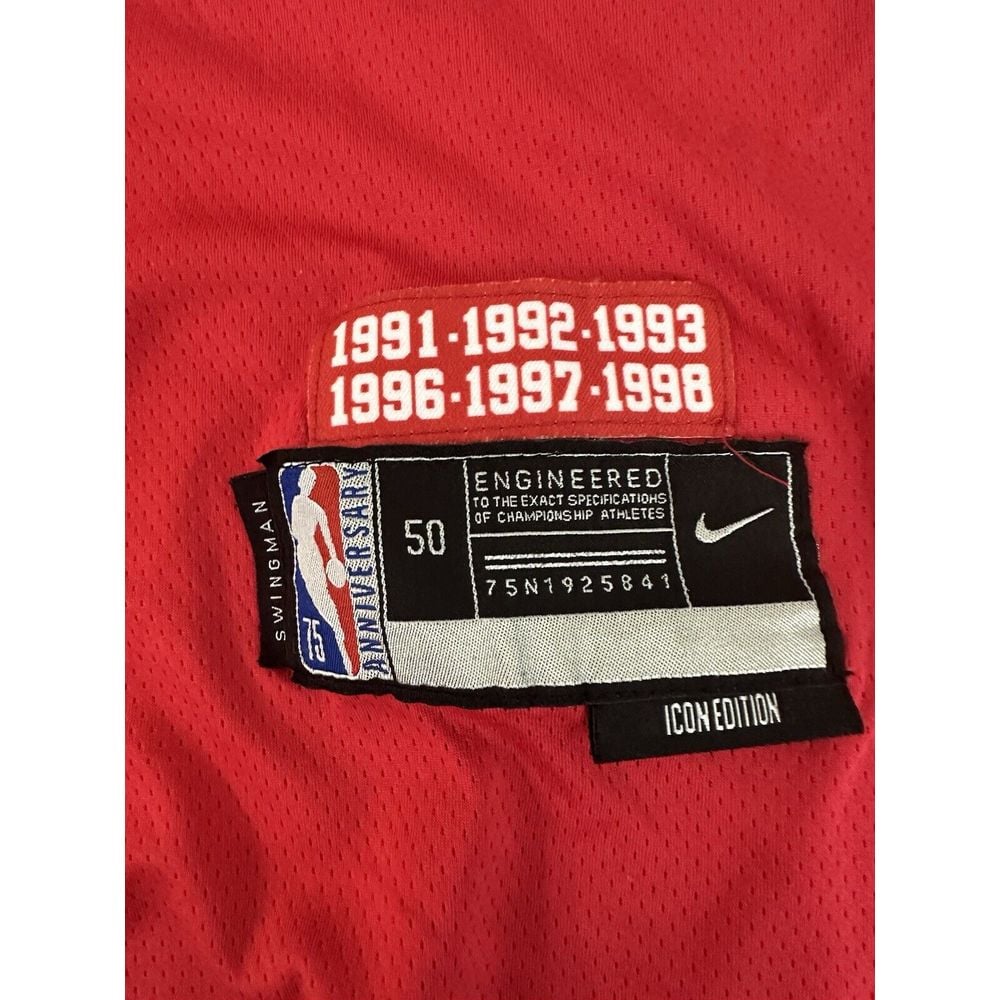 1991·1992·1993
1996·1997·1998
SWINGMAN
75
ANNIVERSARY
50
ENGINEERED
TO THE EXACT SPECIFICATIONS
OF CHAMPIONSHIP ATHLETES
75N1925841
ICON EDITION